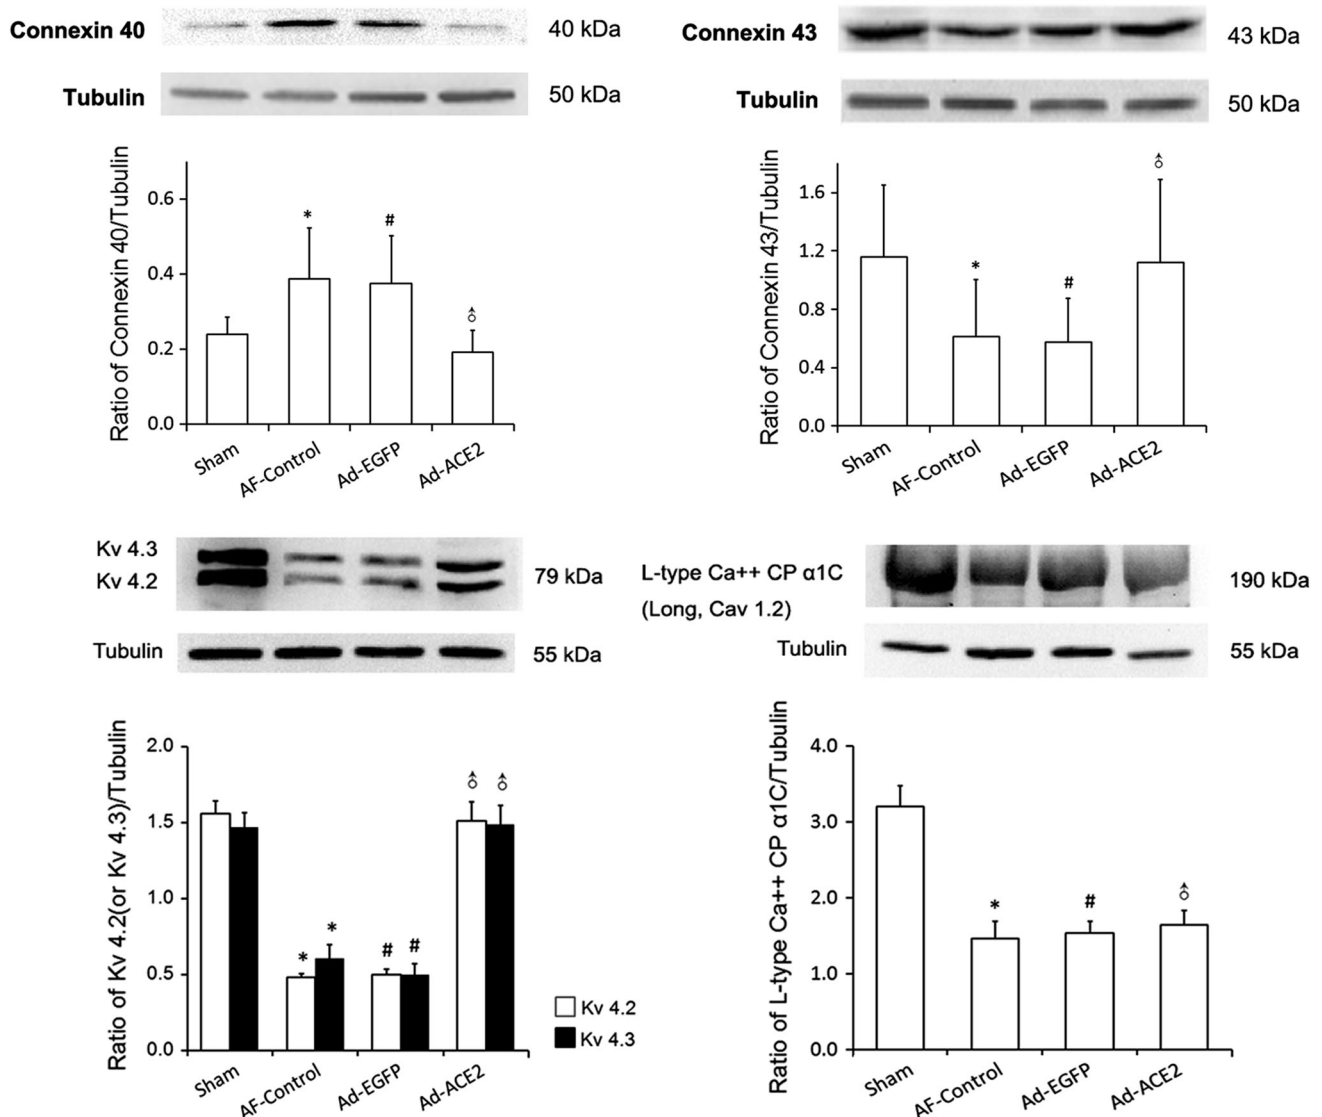 Connexin 40
40 kDa
Tubulin
50 kDa
Ratio of Connexin 40/Tubulin
0.6
0.4
0.2
0.0
*
#
♂
Sham
AF-Control
Ad-EGFP
Ad-ACE2
Connexin 43
43 kDa
Tubulin
50 kDa
Ratio of Connexin 43/Tubulin
1.6
1.2
0.8
0.4
0.0
*
#
♂
Sham
AF-Control
Ad-EGFP
Ad-ACE2
Kv 4.3
Kv 4.2
79 kDa
Tubulin
55 kDa
Ratio of Kv 4.2(or Kv 4.3)/Tubulin
2.0
1.5
1.0
0.5
0.0
* *
# #
♂ ♂
Kv 4.2
Kv 4.3
Sham
AF-Control
Ad-EGFP
Ad-ACE2
L-type Ca++ CP α1C
(Long, Cav 1.2)
190 kDa
Tubulin
55 kDa
Ratio of L-type Ca++ CP α1C/Tubulin
4.0
3.0
2.0
1.0
0.0
*
#
♂
Sham
AF-Control
Ad-EGFP
Ad-ACE2